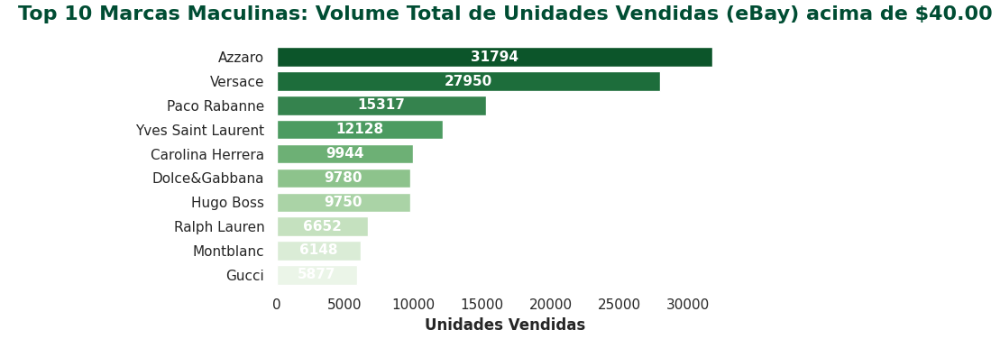 Top 10 Marcas Maculinas: Volume Total de Unidades Vendidas (eBay) acima de $40.00
Azzaro 31794
Versace 27950
Paco Rabanne 15317
Yves Saint Laurent 12128
Carolina Herrera 9944
Dolce&Gabbana 9780
Hugo Boss 9750
Ralph Lauren 6652
Montblanc 6148
Gucci 5877
0 5000 10000 15000 20000 25000 30000
Unidades Vendidas